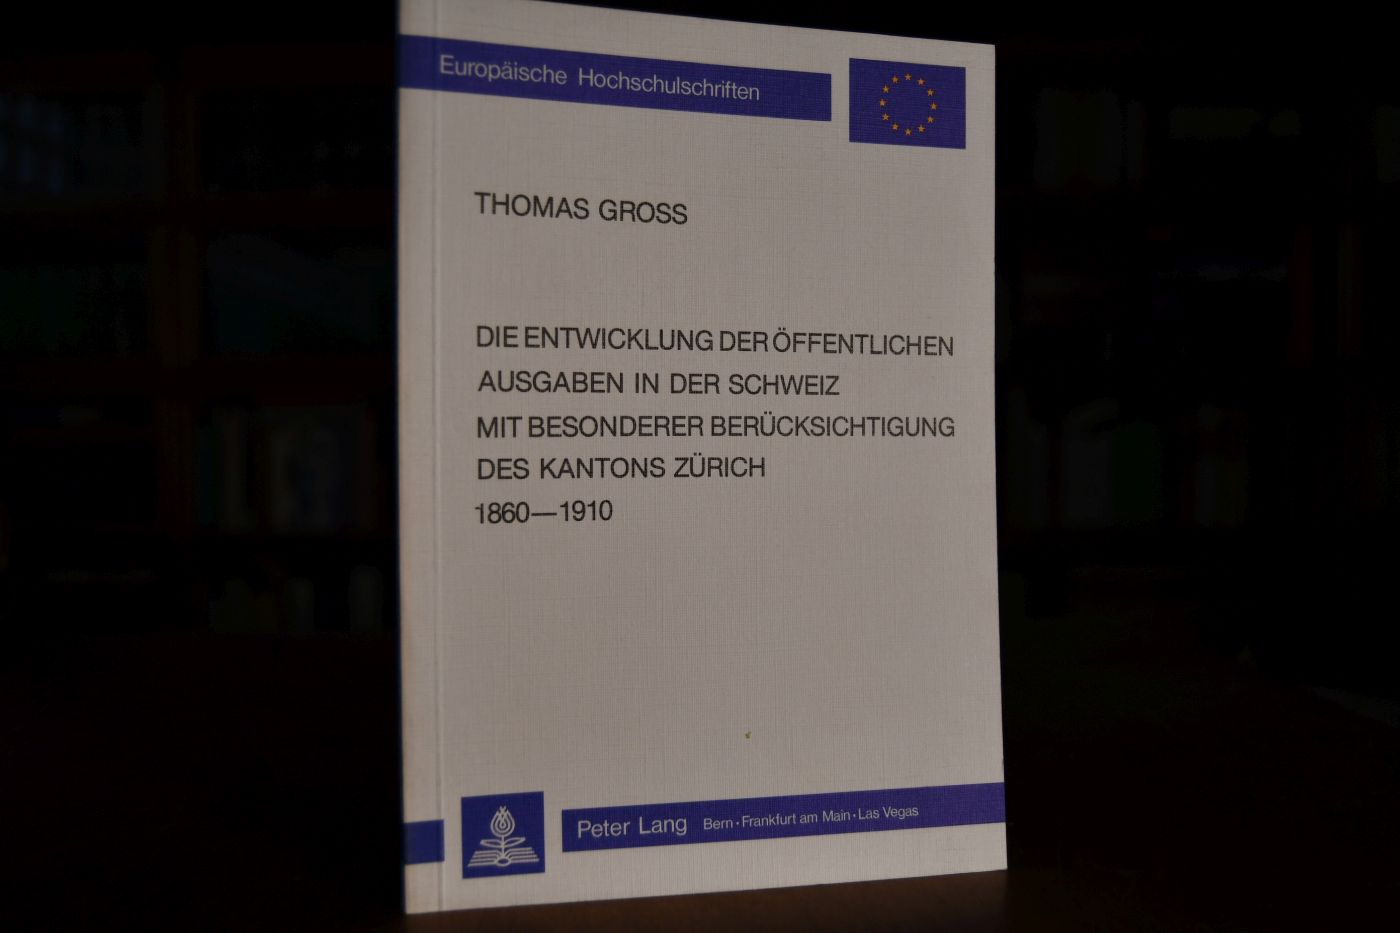 Europäische Hochschulschriften
THOMAS GROSS
DIE ENTWICKLUNG DER ÖFFENTLICHEN
AUSGABEN IN DER SCHWEIZ
MIT BESONDERER BERÜCKSICHTIGUNG
DES KANTONS ZÜRICH
1860—1910
Peter Lang Bern · Frankfurt am Main · Las Vegas